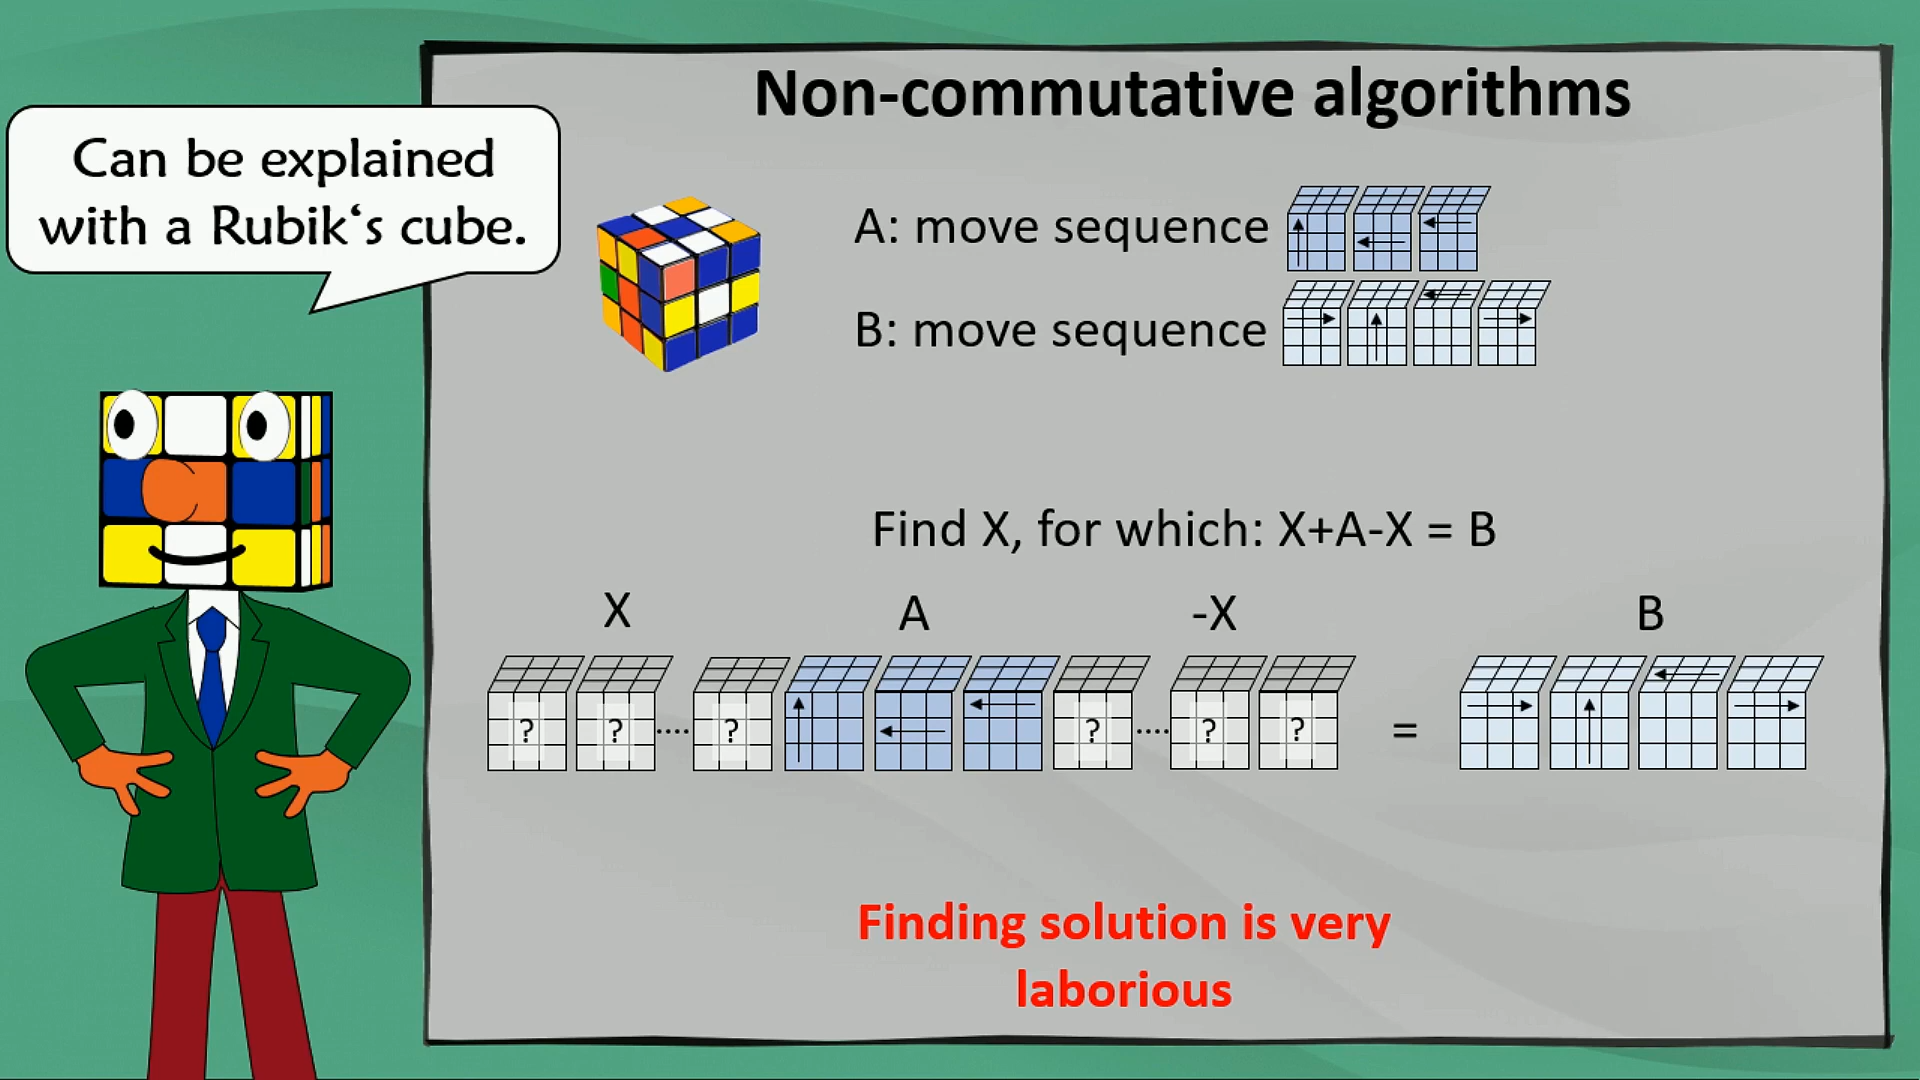 Non-commutative algorithms
Can be explained
with a Rubik‘s cube.
A: move sequence
B: move sequence
Find X, for which: X+A-X = B
X A -X B
? ? .... ? ? .... ? ? =
Finding solution is very
laborious